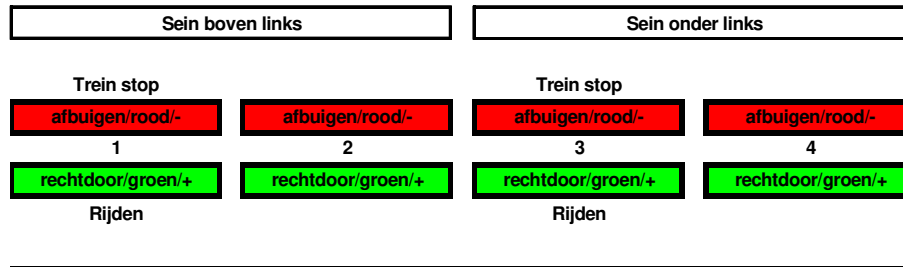 Sein boven links Sein onder links
Trein stop Trein stop
afbuigen/rood/- afbuigen/rood/- afbuigen/rood/- afbuigen/rood/-
1 2 3 4
rechtdoor/groen/+ rechtdoor/groen/+ rechtdoor/groen/+ rechtdoor/groen/+
Rijden Rijden